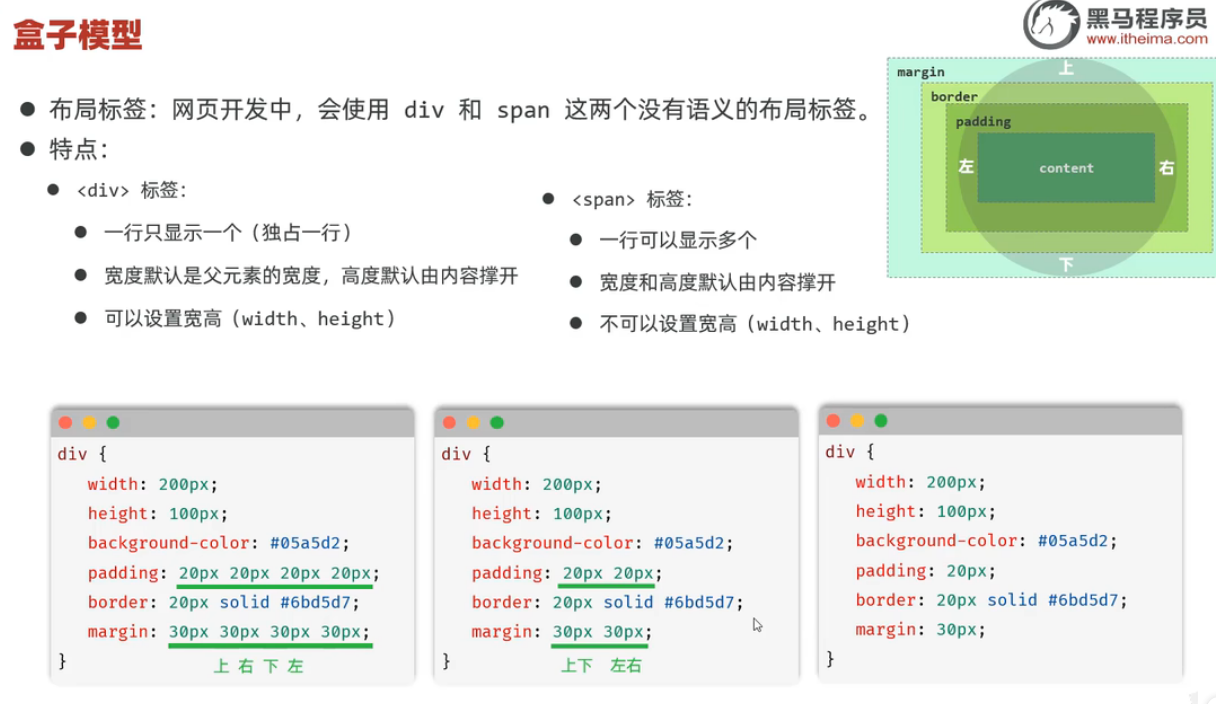 盒子模型
黑马程序员
www.itheima.com
布局标签：网页开发中，会使用 div 和 span 这两个没有语义的布局标签。
特点：
<div> 标签：
一行只显示一个（独占一行）
宽度默认是父元素的宽度，高度默认由内容撑开
可以设置宽高（width、height）
<span> 标签：
一行可以显示多个
宽度和高度默认由内容撑开
不可以设置宽高（width、height）
margin
上
border
padding
左
content
右
下
div {
width: 200px;
height: 100px;
background-color: #05a5d2;
padding: 20px 20px 20px 20px;
border: 20px solid #6bd5d7;
margin: 30px 30px 30px 30px;
}
上 右 下 左
div {
width: 200px;
height: 100px;
background-color: #05a5d2;
padding: 20px 20px;
border: 20px solid #6bd5d7;
margin: 30px 30px;
}
上下 左右
div {
width: 200px;
height: 100px;
background-color: #05a5d2;
padding: 20px;
border: 20px solid #6bd5d7;
margin: 30px;
}